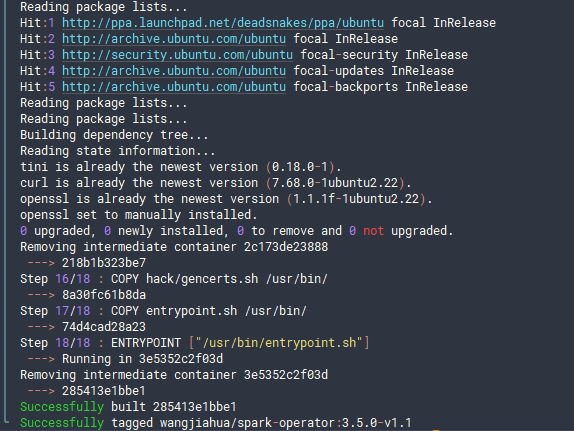 Reading package lists...
Hit:1 http://ppa.launchpad.net/deadsnakes/ppa/ubuntu focal InRelease
Hit:2 http://archive.ubuntu.com/ubuntu focal InRelease
Hit:3 http://security.ubuntu.com/ubuntu focal-security InRelease
Hit:4 http://archive.ubuntu.com/ubuntu focal-updates InRelease
Hit:5 http://archive.ubuntu.com/ubuntu focal-backports InRelease
Reading package lists...
Reading package lists...
Building dependency tree...
Reading state information...
tini is already the newest version (0.18.0-1).
curl is already the newest version (7.68.0-1ubuntu2.22).
openssl is already the newest version (1.1.1f-1ubuntu2.22).
openssl set to manually installed.
0 upgraded, 0 newly installed, 0 to remove and 0 not upgraded.
Removing intermediate container 2c173de23888
 ---> 218b1b323be7
Step 16/18 : COPY hack/gencerts.sh /usr/bin/
 ---> 8a30fc61b8da
Step 17/18 : COPY entrypoint.sh /usr/bin/
 ---> 74d4cad28a23
Step 18/18 : ENTRYPOINT ["/usr/bin/entrypoint.sh"]
 ---> Running in 3e5352c2f03d
Removing intermediate container 3e5352c2f03d
 ---> 285413e1bbe1
Successfully built 285413e1bbe1
Successfully tagged wangjiahua/spark-operator:3.5.0-v1.1